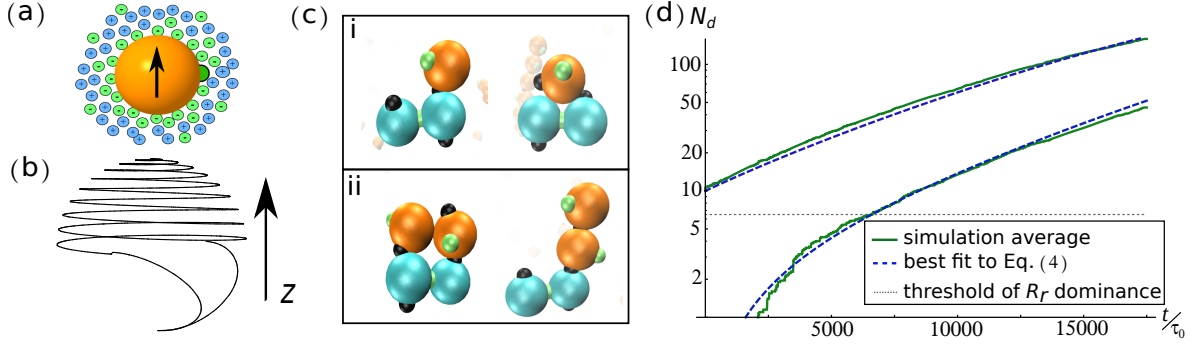 (a)
(b)
Z
(c)
i
ii
(d) N_d
100
50
20
10
5
2
5000
10000
15000
t/τ₀
simulation average
best fit to Eq. (4)
threshold of R_r dominance